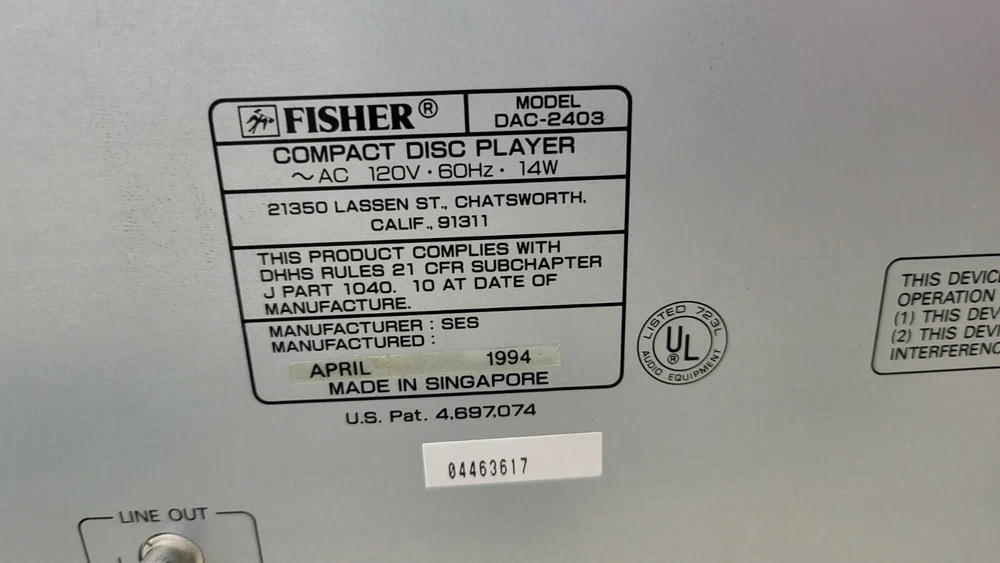 FISHER®
MODEL
DAC-2403
COMPACT DISC PLAYER
~AC 120V · 60Hz · 14W
21350 LASSEN ST., CHATSWORTH,
CALIF., 91311
THIS PRODUCT COMPLIES WITH
DHHS RULES 21 CFR SUBCHAPTER
J PART 1040. 10 AT DATE OF
MANUFACTURE.
MANUFACTURER : SES
MANUFACTURED :
APRIL 1994
MADE IN SINGAPORE
U.S. Pat. 4,697,074
04463617
LISTED 723L
UL®
AUDIO EQUIPMENT
THIS DEVIC
OPERATION
(1) THIS DEV
(2) THIS DEVI
INTERFERENC
LINE OUT
L